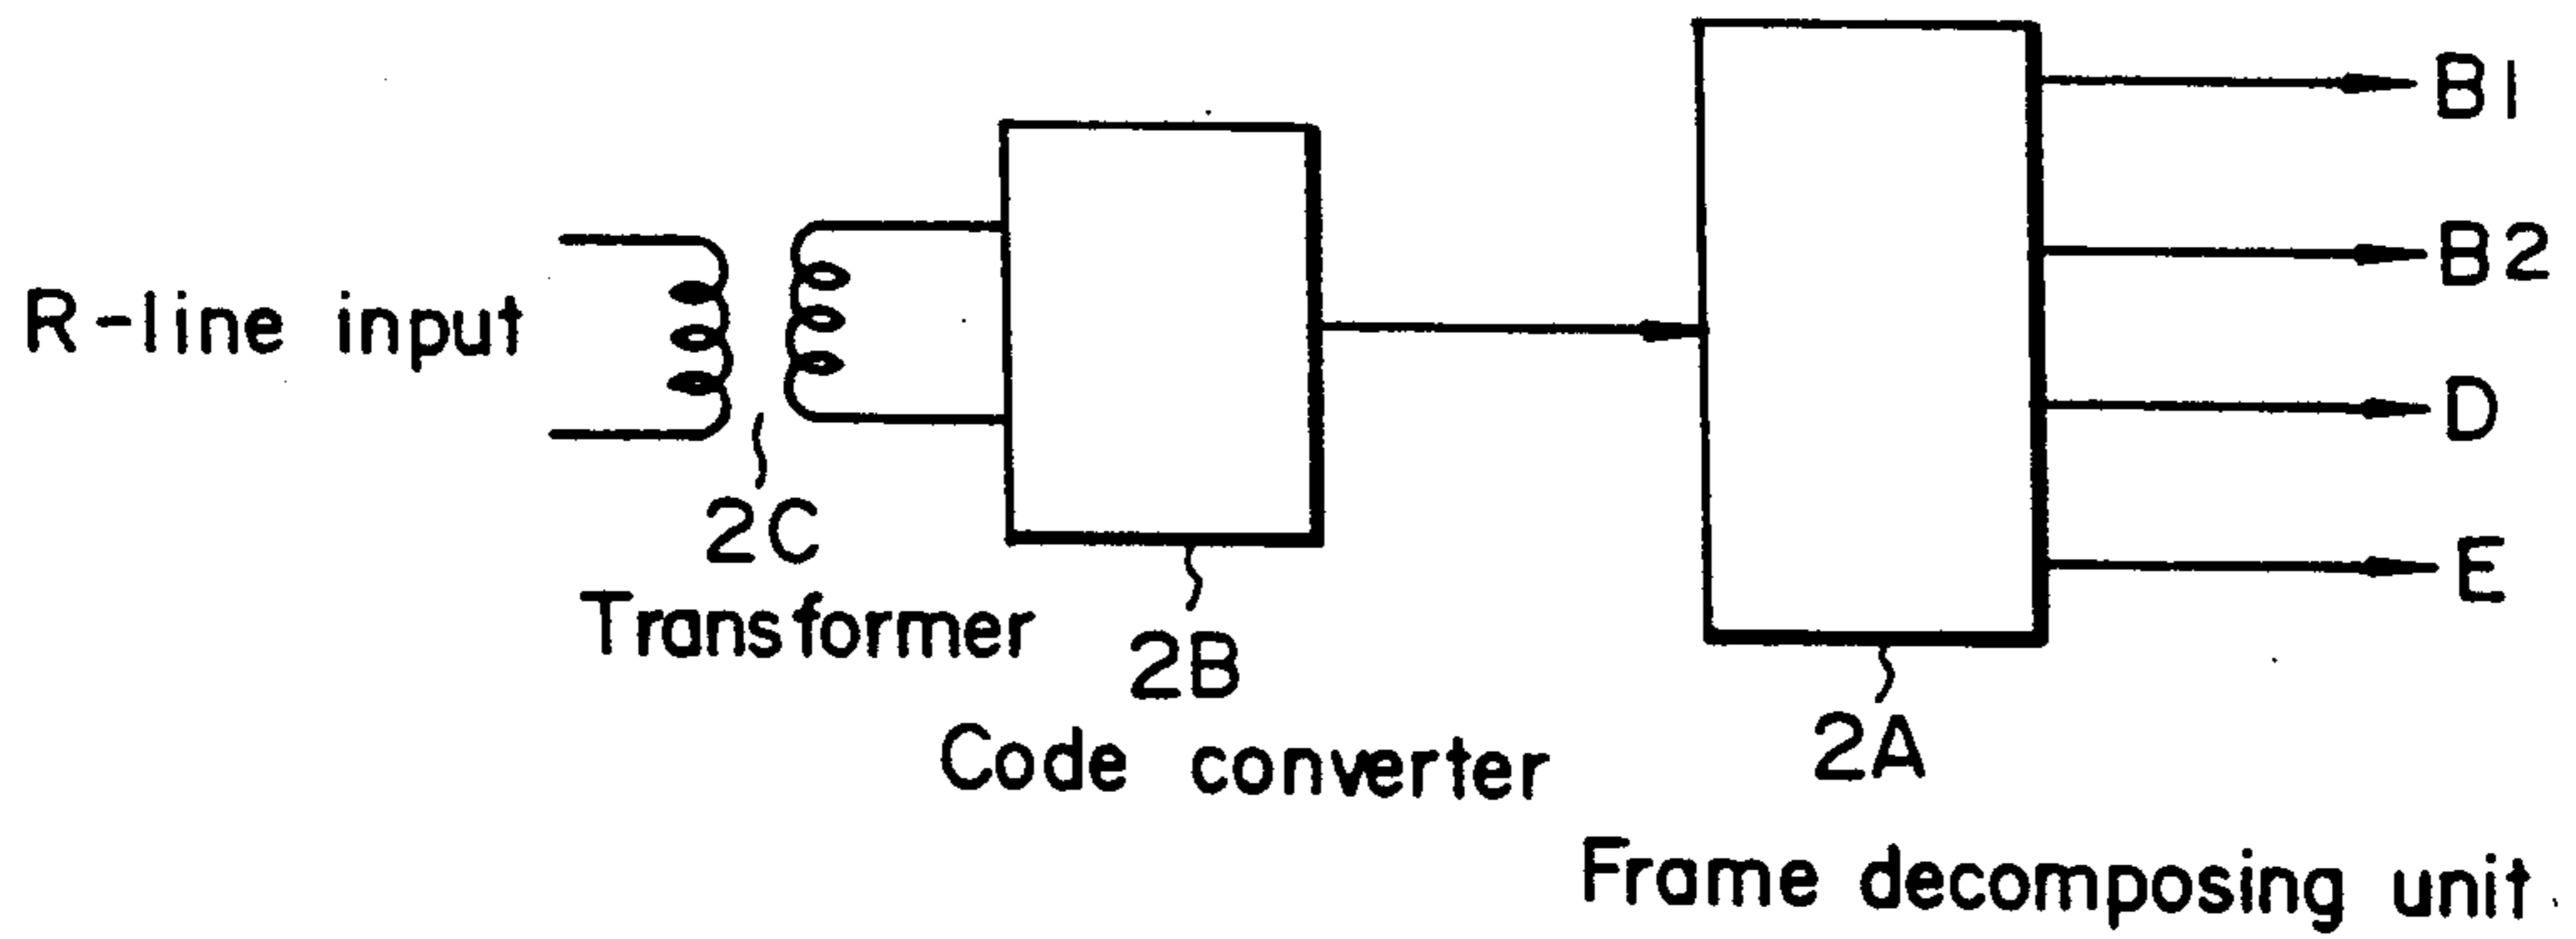 B1
B2
R-line input
D
2C
E
Transformer
2B
Code converter
2A
Frame decomposing unit